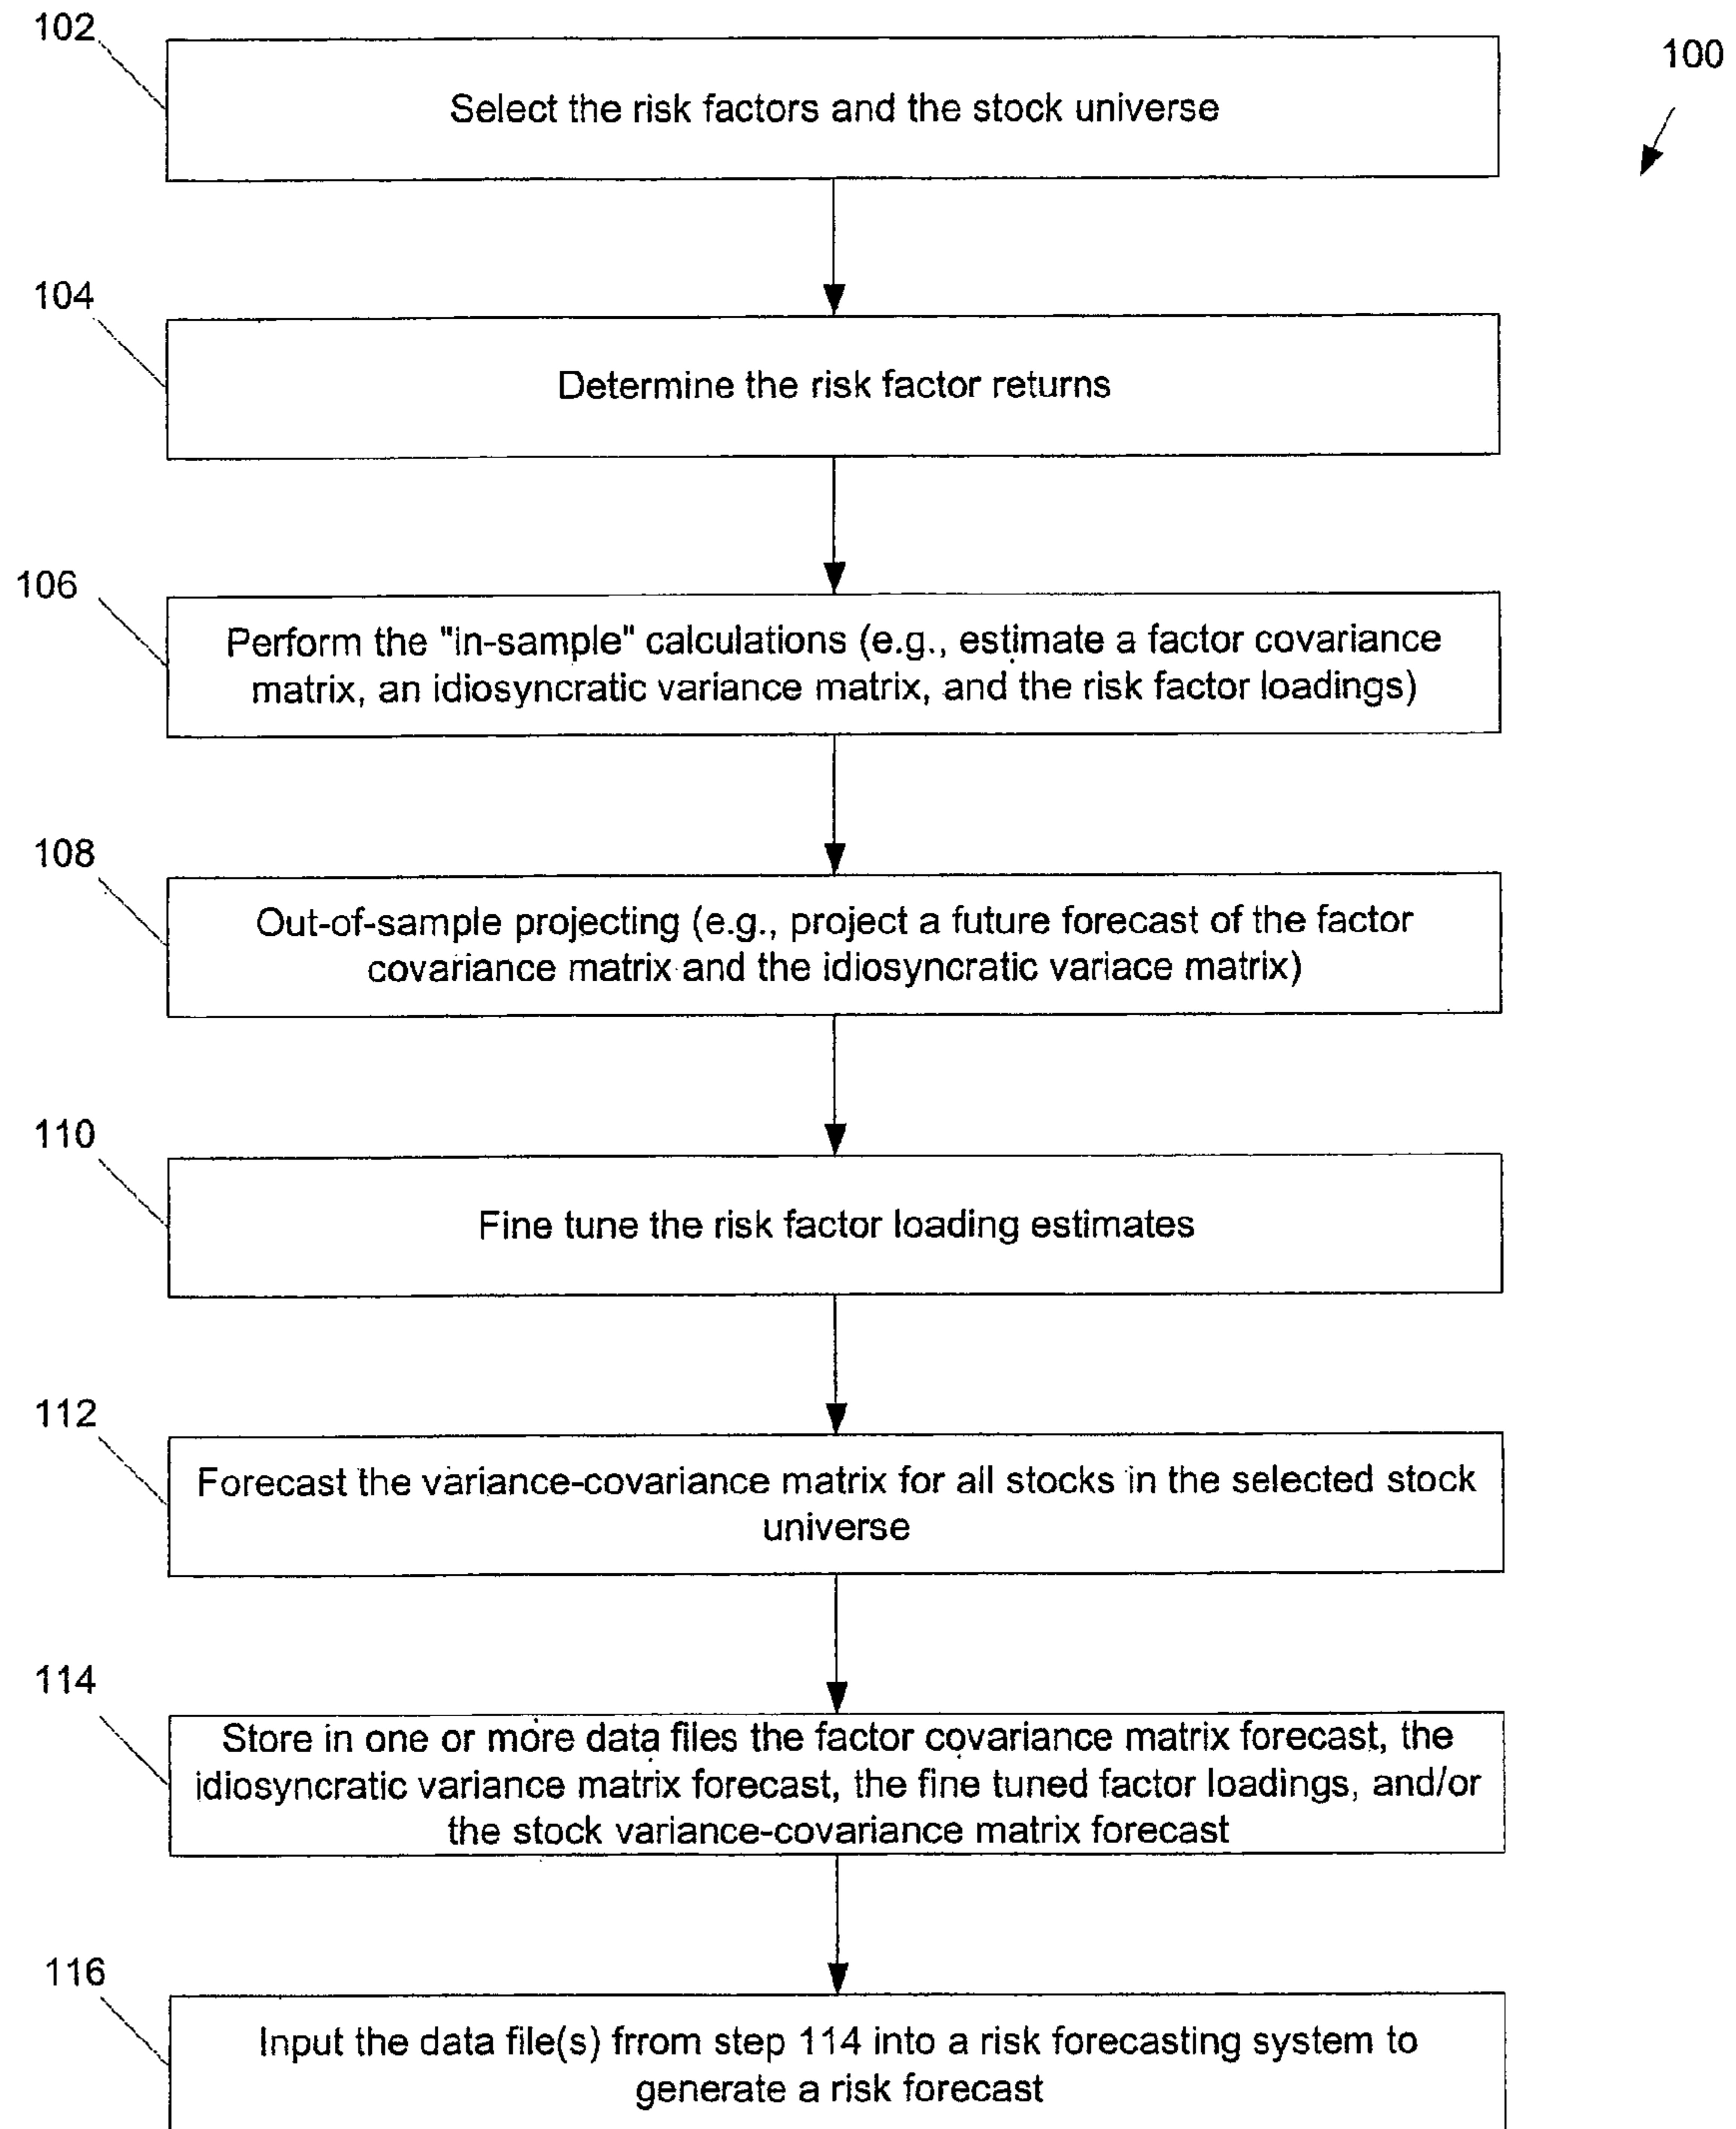 102
100
Select the risk factors and the stock universe
104
Determine the risk factor returns
106
Perform the "in-sample" calculations (e.g., estimate a factor covariance
matrix, an idiosyncratic variance matrix, and the risk factor loadings)
108
Out-of-sample projecting (e.g., project a future forecast of the factor
covariance matrix and the idiosyncratic variace matrix)
110
Fine tune the risk factor loading estimates
112
Forecast the variance-covariance matrix for all stocks in the selected stock
universe
114
Store in one or more data files the factor covariance matrix forecast, the
idiosyncratic variance matrix forecast, the fine tuned factor loadings, and/or
the stock variance-covariance matrix forecast
116
Input the data file(s) frrom step 114 into a risk forecasting system to
generate a risk forecast